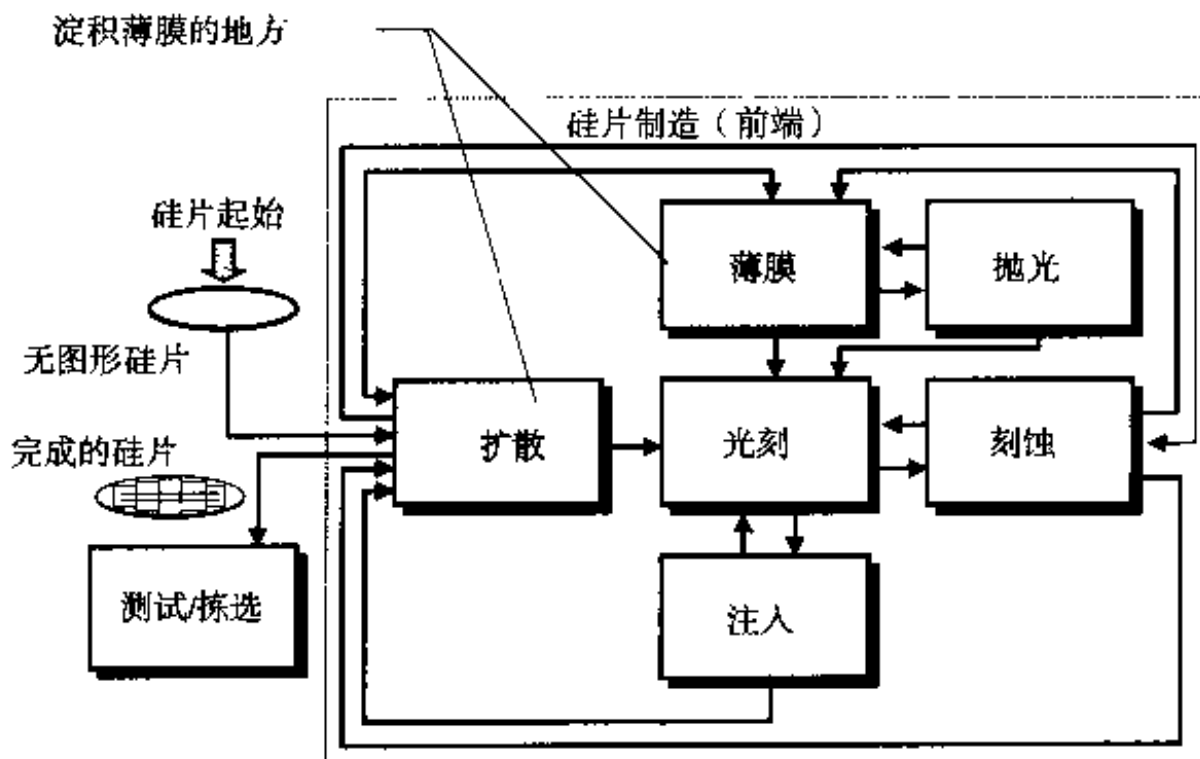 淀积薄膜的地方
硅片制造（前端）
硅片起始
薄膜
抛光
无图形硅片
扩散
光刻
刻蚀
完成的硅片
测试/拣选
注入